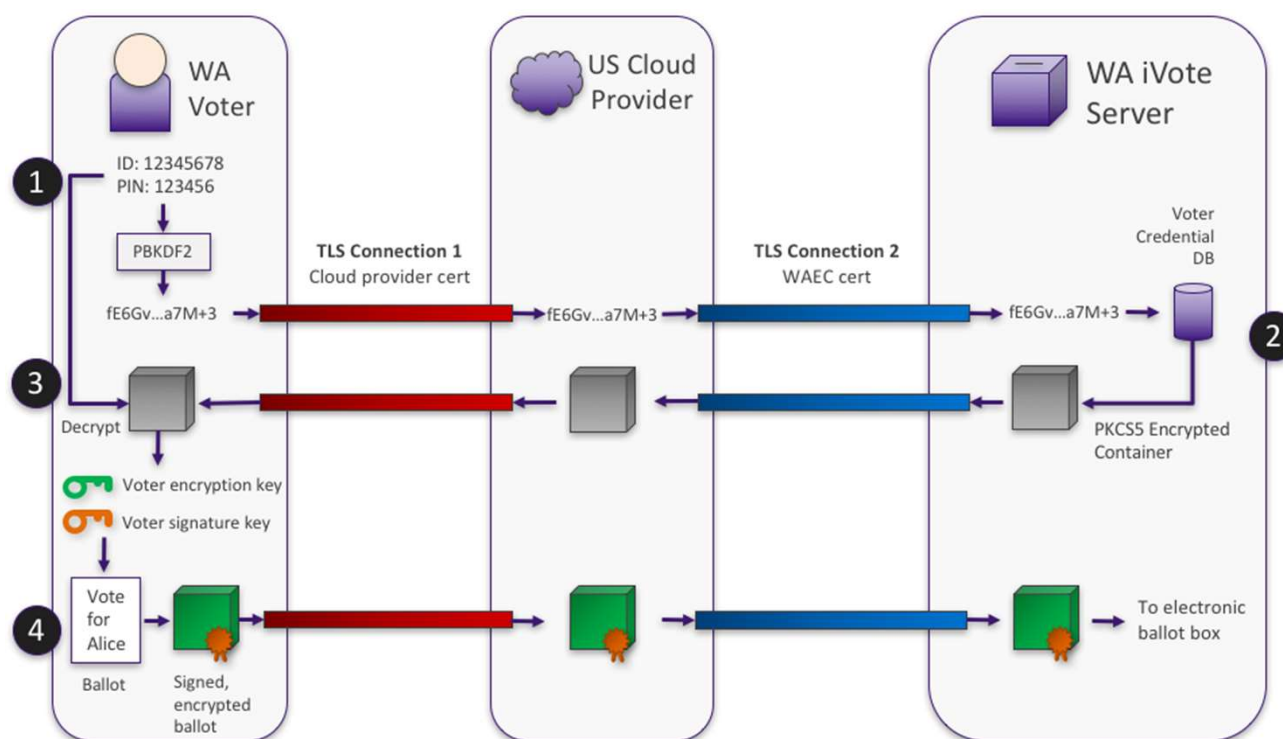 WA
Voter
US Cloud
Provider
WA iVote
Server
1
ID: 12345678
PIN: 123456
PBKDF2
fE6Gv...a7M+3
TLS Connection 1
Cloud provider cert
fE6Gv...a7M+3
TLS Connection 2
WAEC cert
fE6Gv...a7M+3
Voter
Credential
DB
2
3
Decrypt
PKCS5 Encrypted
Container
Voter encryption key
Voter signature key
4
Vote
for
Alice
Ballot
Signed,
encrypted
ballot
To electronic
ballot box